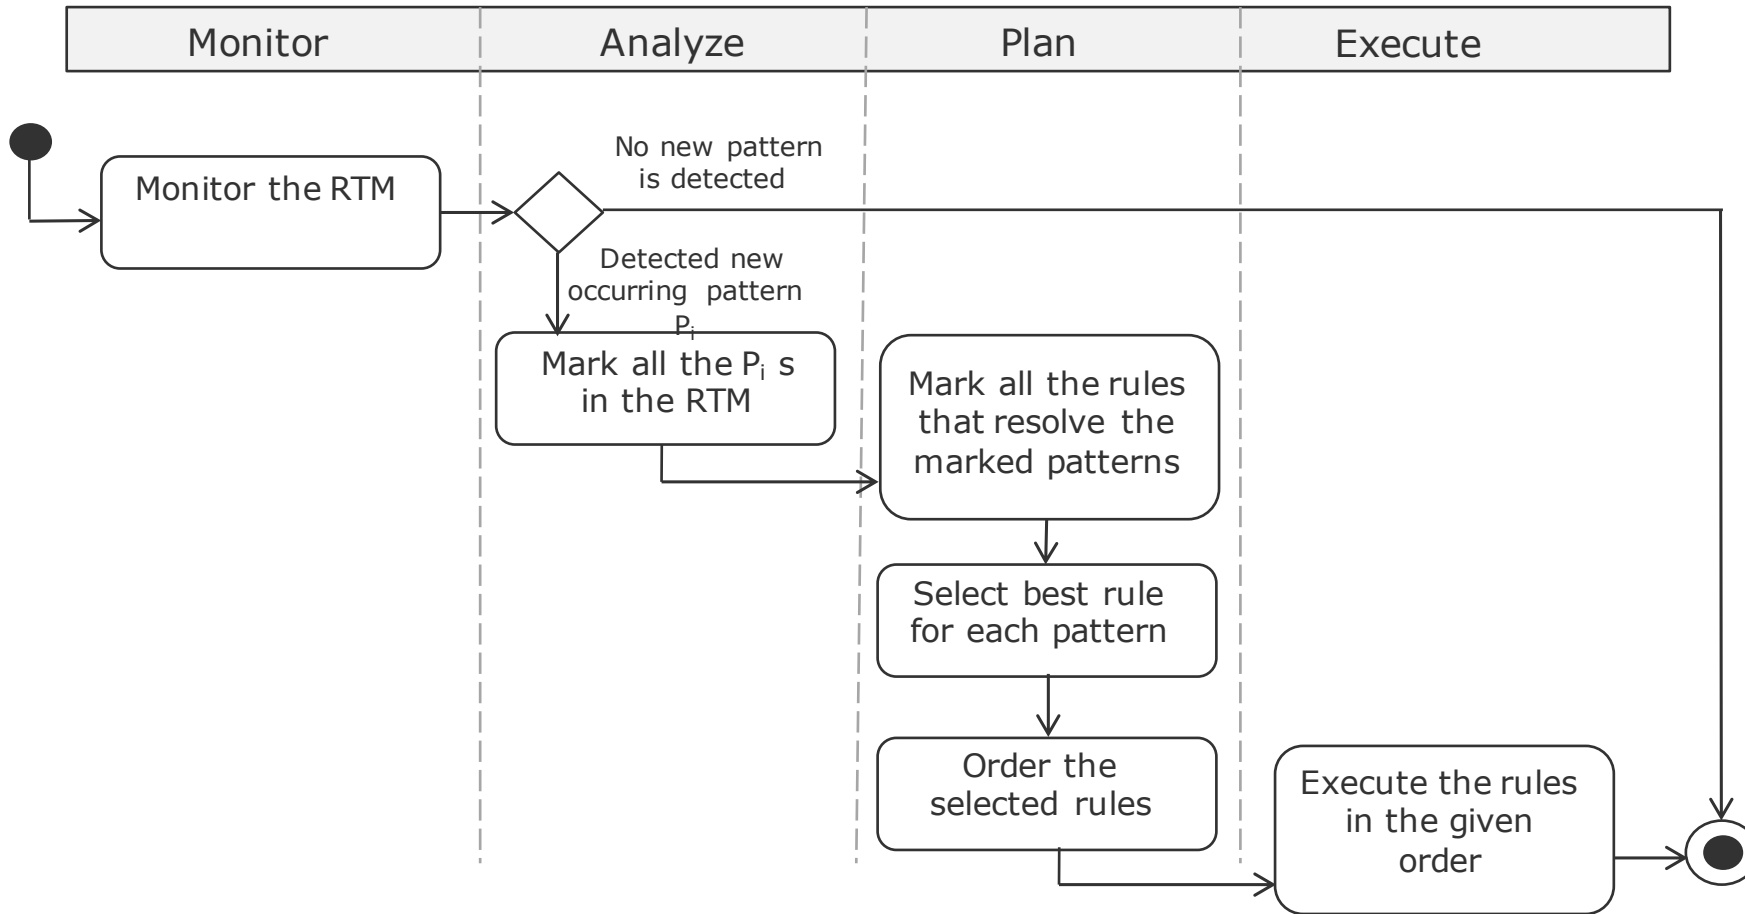 Monitor
Analyze
Plan
Execute
No new pattern
is detected
Monitor the RTM
Detected new
occurring pattern
Pi
Mark all the Pi s
in the RTM
Mark all the rules
that resolve the
marked patterns
Select best rule
for each pattern
Order the
selected rules
Execute the rules
in the given
order